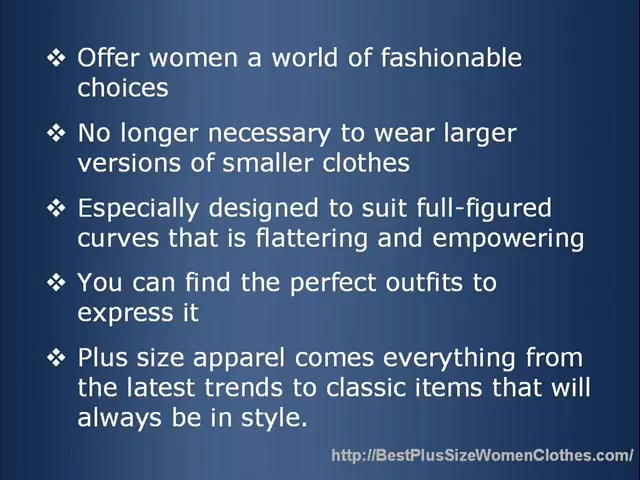 ❖ Offer women a world of fashionable
choices
❖ No longer necessary to wear larger
versions of smaller clothes
❖ Especially designed to suit full-figured
curves that is flattering and empowering
❖ You can find the perfect outfits to
express it
❖ Plus size apparel comes everything from
the latest trends to classic items that will
always be in style.
http://BestPlusSizeWomenClothes.com/